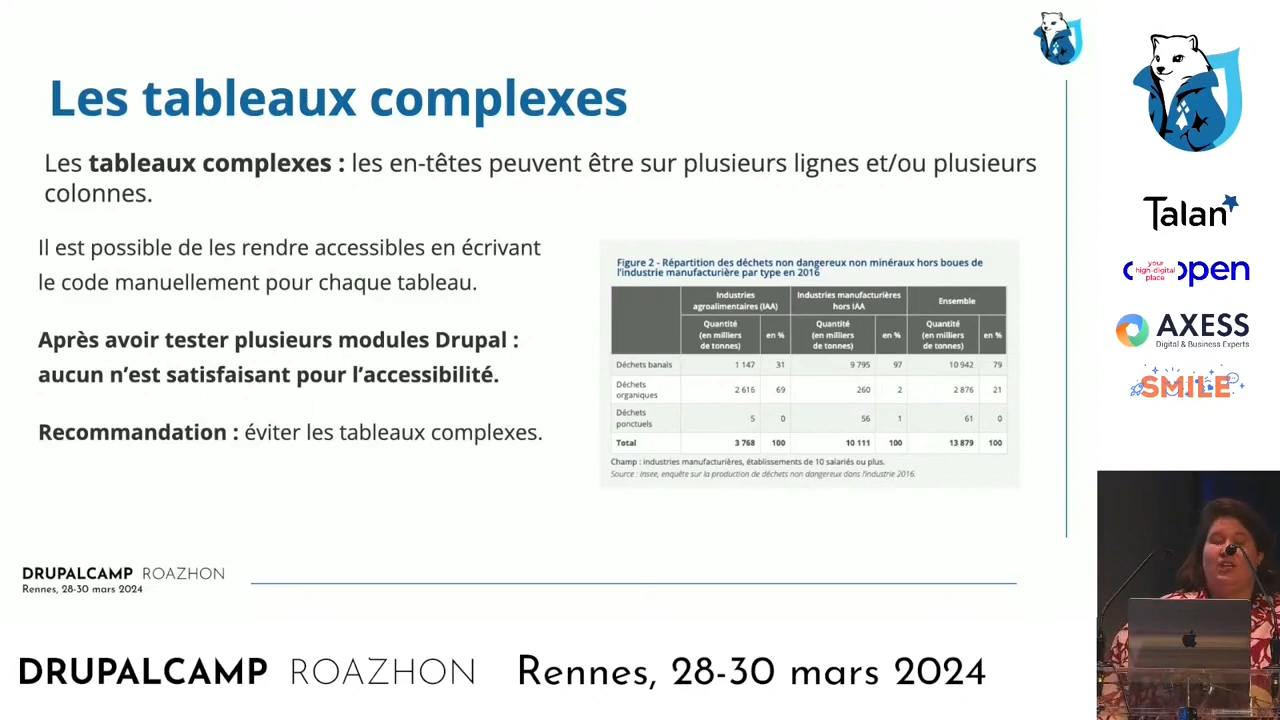 Les tableaux complexes
Les tableaux complexes : les en-têtes peuvent être sur plusieurs lignes et/ou plusieurs
colonnes.
Il est possible de les rendre accessibles en écrivant
le code manuellement pour chaque tableau.
Après avoir tester plusieurs modules Drupal :
aucun n’est satisfaisant pour l’accessibilité.
Recommandation : éviter les tableaux complexes.
Figure 2 - Répartition des déchets non dangereux non minéraux hors boues de
l’industrie manufacturière par type en 2016
Industries
agroalimentaires (IAA)
Industries manufacturières
hors IAA
Ensemble
Quantité
(en milliers
de tonnes)
en %
Quantité
(en milliers
de tonnes)
en %
Quantité
(en milliers
de tonnes)
en %
Déchets banals 1 147 31 9 795 97 10 942 79
Déchets
organiques 2 616 69 260 2 2 876 21
Déchets
ponctuels 5 0 56 1 61 0
Total 3 768 100 10 111 100 13 879 100
Champ : industries manufacturières, établissements de 10 salariés ou plus.
Source : Insee, enquête sur la production de déchets non dangereux dans l’industrie 2016.
DRUPALCAMP ROAZHON
Rennes, 28-30 mars 2024
Talan
your
high-digital
place
open
AXESS
Digital & Business Experts
SMILE
DRUPALCAMP ROAZHON Rennes, 28-30 mars 2024